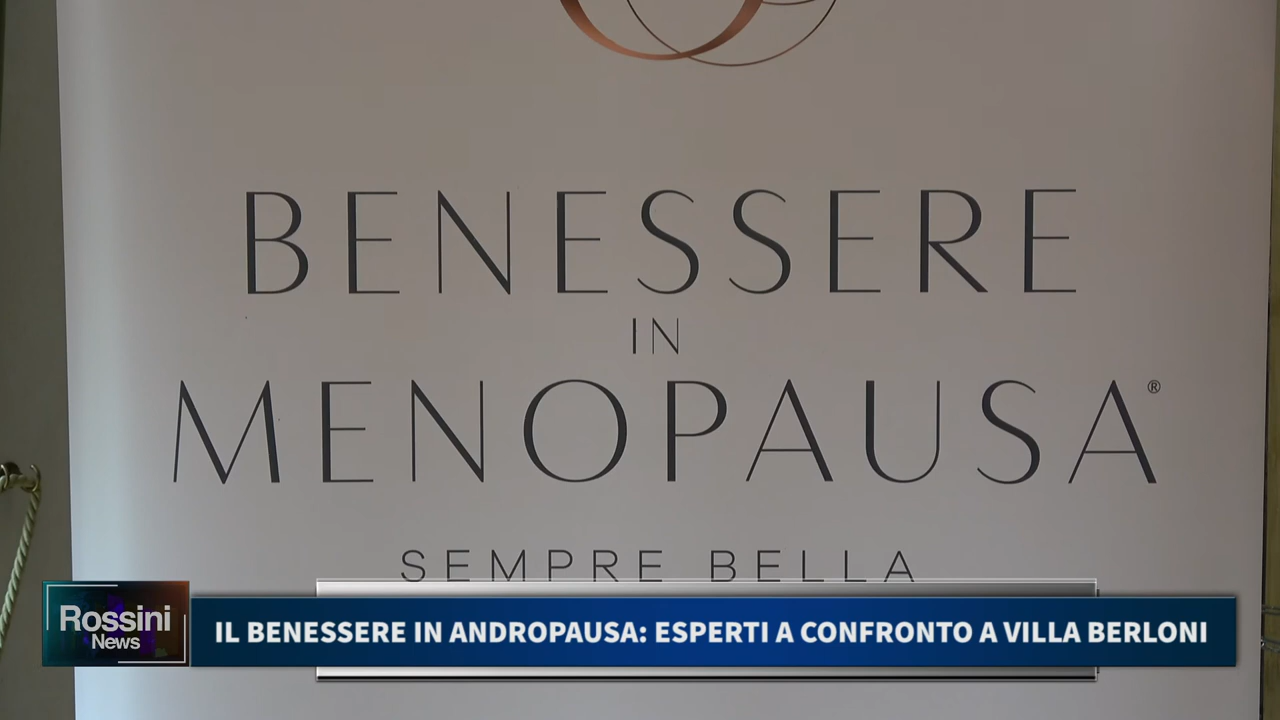 BENESSERE
IN
MENOPAUSA®
SEMPRE BELLA
Rossini
News
IL BENESSERE IN ANDROPAUSA: ESPERTI A CONFRONTO A VILLA BERLONI